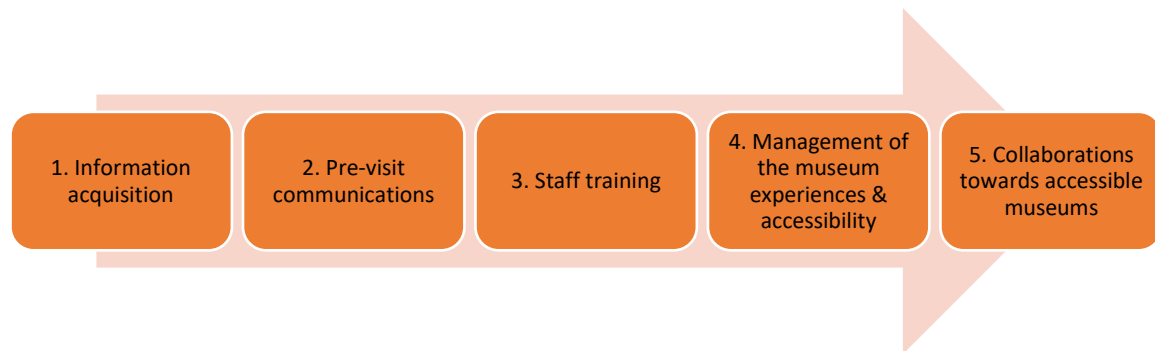 1. Information
acquisition
2. Pre-visit
communications
3. Staff training
4. Management of
the museum
experiences &
accessibility
5. Collaborations
towards accessible
museums